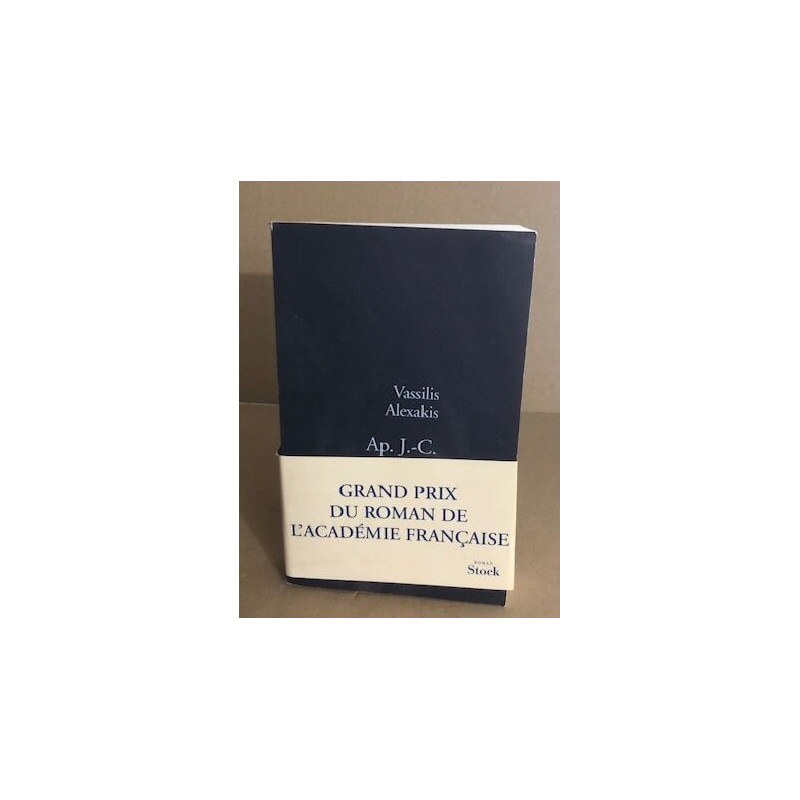 Vassilis
Alexakis
Ap. J.-C.
GRAND PRIX
DU ROMAN DE
L'ACADÉMIE FRANÇAISE
ROMAN
Stock